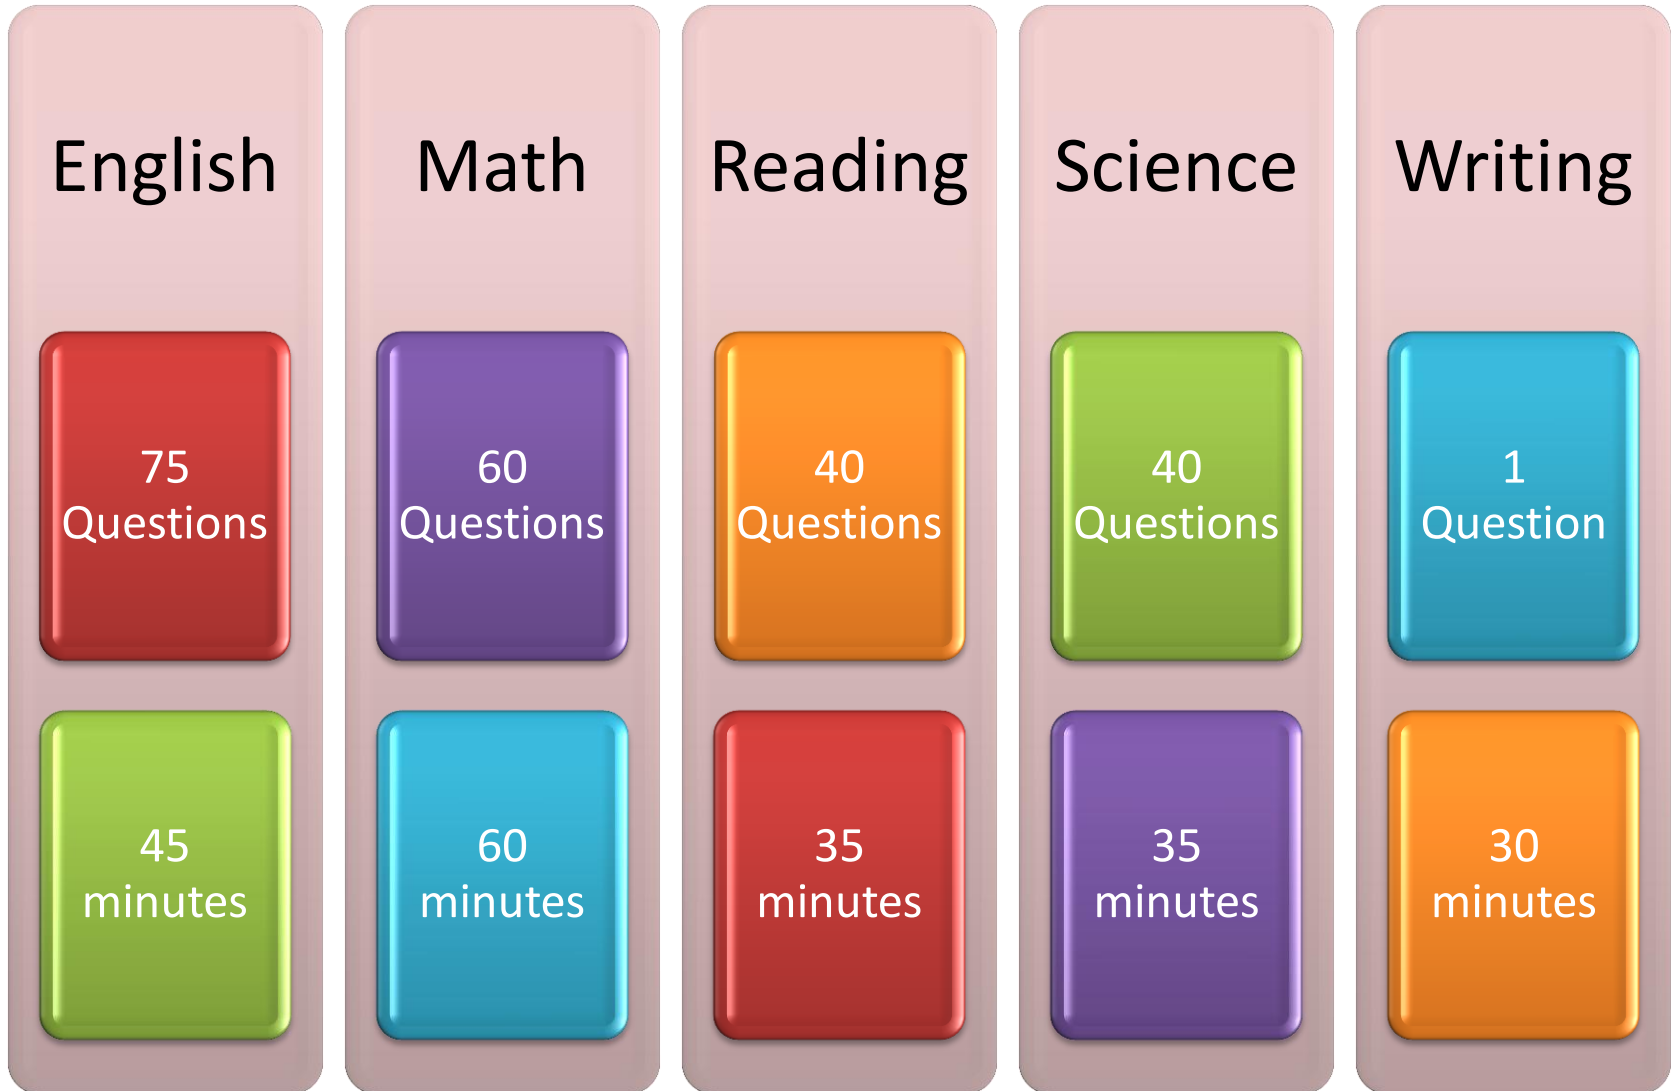 English
75
Questions
45
minutes
Math
60
Questions
60
minutes
Reading
40
Questions
35
minutes
Science
40
Questions
35
minutes
Writing
1
Question
30
minutes